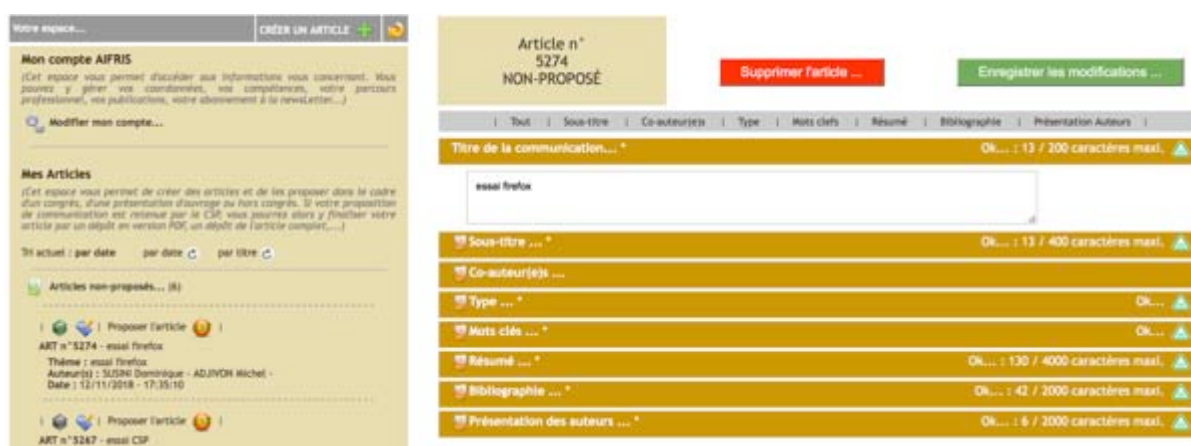 Votre espace...
CRÉER UN ARTICLE
Mon compte AIFRIS
(Cet espace vous permet d'accéder aux informations vous concernant. Vous
pouvez y gérer vos coordonnées, vos compétences, votre parcours
professionnel, vos publications, votre abonnement à la newsLetter...)
Modifier mon compte...
Mes Articles
(Cet espace vous permet de créer des articles et de les proposer dans le cadre
d'un congrès, d'une présentation d'ouvrage ou hors congrès. Si votre proposition
de communication est retenue par le CSP, vous pourrez alors y finaliser votre
article par un dépôt en version PDF, un dépôt de l'article complet,...)
Tri actuel : par date par date par titre
Articles non-proposés... (6)
| | Proposer l'article |
ART n°5274 - essai firefox
Thème : essai firefox
Auteur(s) : SUSINI Dominique - ADJIVON Michel -
Date : 12/11/2018 - 17:35:10
| | Proposer l'article |
ART n°5267 - essai CSP
Article n°
5274
NON-PROPOSÉ
Supprimer l'article ...
Enregistrer les modifications ...
| Tout | Sous-titre | Co-auteur(e)s | Type | Mots clefs | Résumé | Bibliographie | Présentation Auteurs |
Titre de la communication... * Ok... : 13 / 200 caractères maxi.
essai firefox
Sous-titre ... * Ok... : 13 / 400 caractères maxi.
Co-auteur(e)s ...
Type ... * Ok...
Mots clés ... * Ok...
Résumé ... * Ok... : 130 / 4000 caractères maxi.
Bibliographie ... * Ok... : 42 / 2000 caractères maxi.
Présentation des auteurs ... * Ok... : 6 / 2000 caractères maxi.